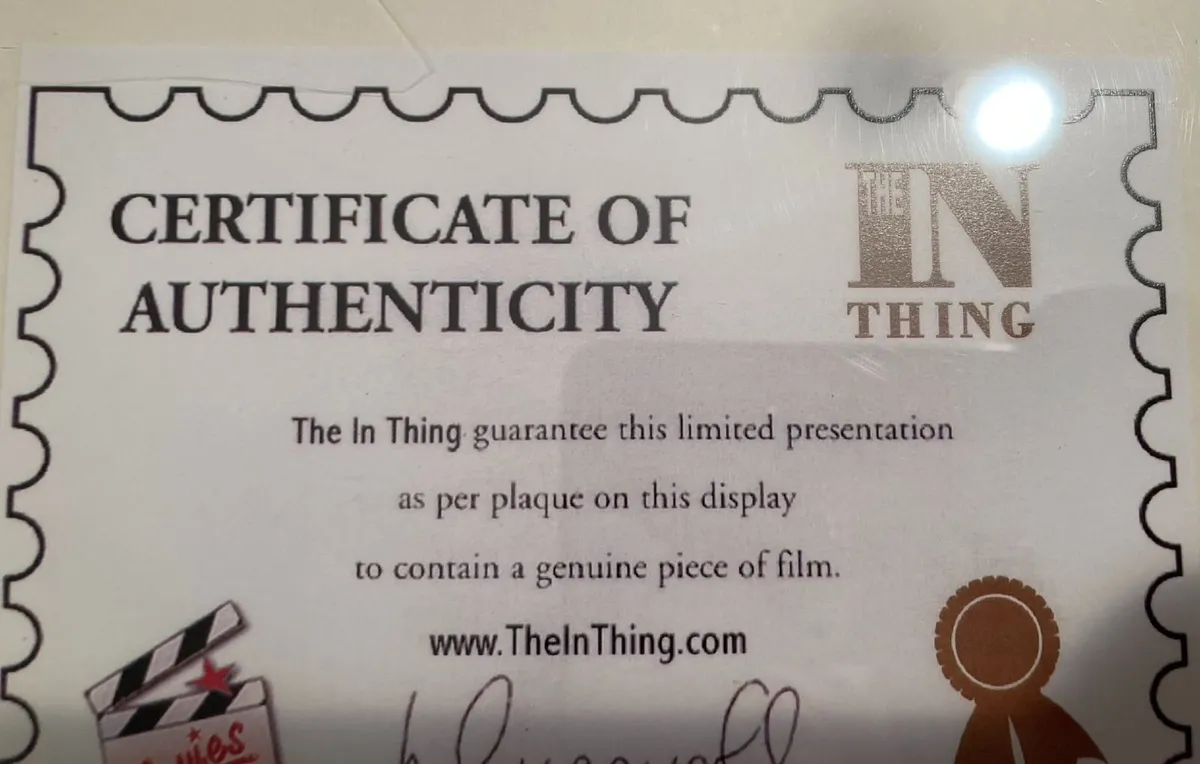 CERTIFICATE OF
AUTHENTICITY
THE
IN
THING
The In Thing guarantee this limited presentation
as per plaque on this display
to contain a genuine piece of film.
www.TheInThing.com